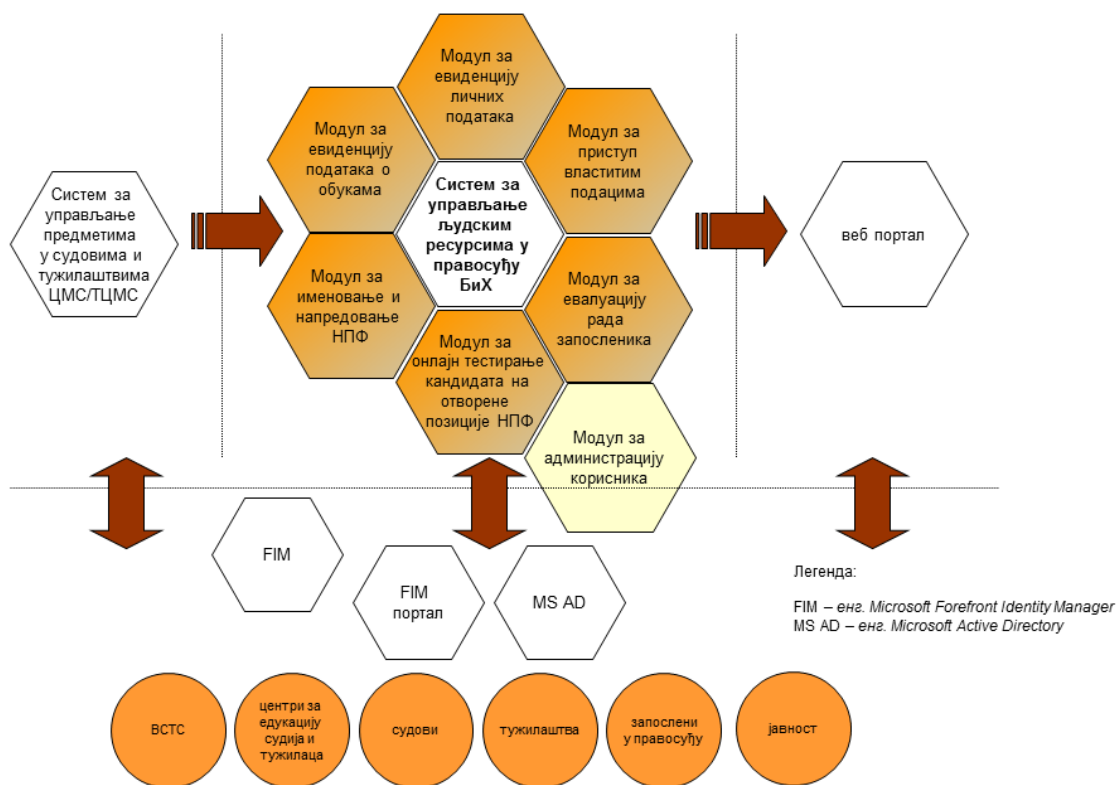 Модул за
евиденцију
личних
података
Модул за
евиденцију
података о
обукама
Модул за
приступ
властитим
подацима
Систем за
управљање
предметима
у судовима и
тужилаштвима
ЦМС/ТЦМС
Систем за
управљање
људским
ресурсима у
правосуђу
БиХ
веб портал
Модул за
именовање и
напредовање
НПФ
Модул за
евалуацију
рада
запосленика
Модул за
онлајн тестирање
кандидата на
отворене
позиције НПФ
Модул за
администрацију
корисника
FIM
FIM
портал
MS AD
Легенда:
FIM – енг. Microsoft Forefront Identity Manager
MS AD – енг. Microsoft Active Directory
ВСТС
центри за
едукацију
судија и
тужилаца
судови
тужилаштва
запослени
у правосуђу
јавност